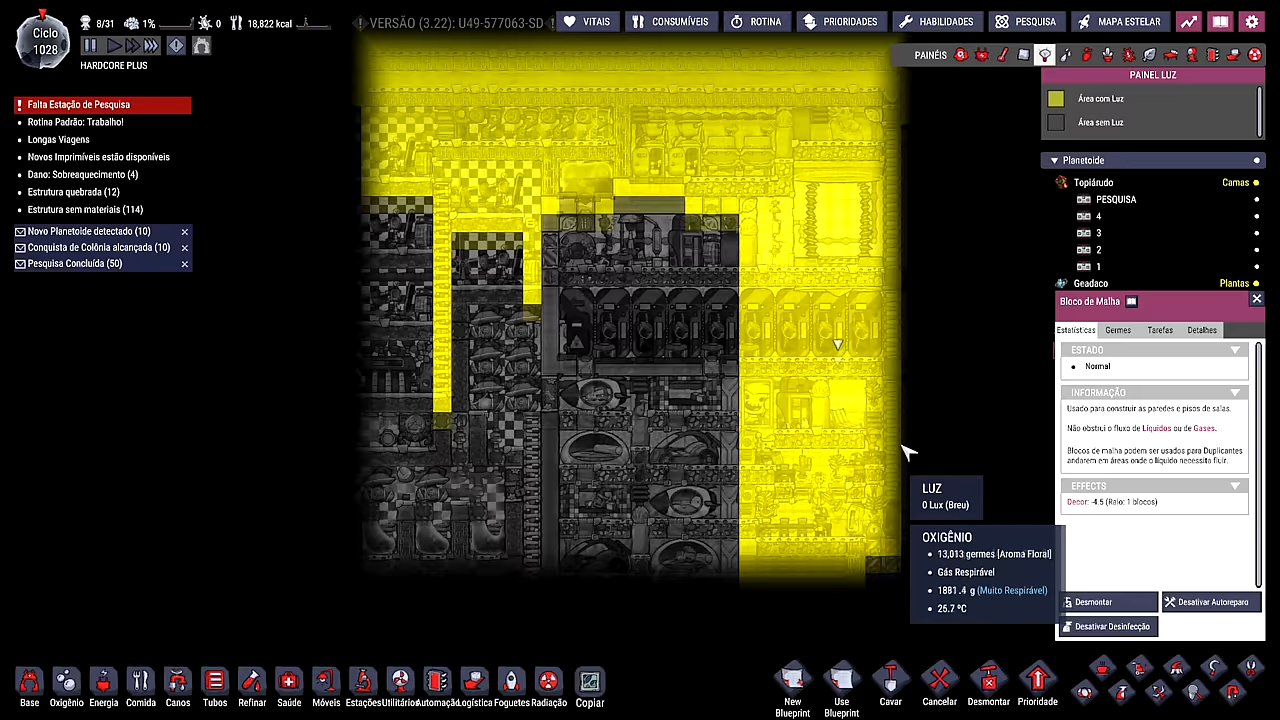 Ciclo
1028
8/31
1%
0
18,822 kcal
HARDCORE PLUS
! VERSÃO (3.22): U49-577063-SD !
VITAIS
CONSUMÍVEIS
ROTINA
PRIORIDADES
HABILIDADES
PESQUISA
MAPA ESTELAR
PAINÉIS
PAINEL LUZ
Área com Luz
Área sem Luz
Falta Estação de Pesquisa
Rotina Padrão: Trabalho!
Longas Viagens
Novos Imprimíveis estão disponíveis
Dano: Sobreaquecimento (4)
Estrutura quebrada (12)
Estrutura sem materiais (114)
Novo Planetoide detectado (10)
Conquista de Colônia alcançada (10)
Pesquisa Concluída (50)
Planetoide
Topiárudo Camas
PESQUISA
4
3
2
1
Geadaco Plantas
Bloco de Malha
Estatísticas Germes Tarefas Detalhes
ESTADO
Normal
INFORMAÇÃO
Usado para construir as paredes e pisos de salas.
Não obstrui o fluxo de Líquidos ou de Gases.
Blocos de malha podem ser usados para Duplicantes
andarem em áreas onde o líquido necessita fluir.
EFFECTS
Decor: -4.5 (Raio: 1 blocos)
Desmontar
Desativar Autoreparo
Desativar Desinfecção
LUZ
0 Lux (Breu)
OXIGÊNIO
13,013 germes [Aroma Floral]
Gás Respirável
1881.4 g (Muito Respirável)
25.7 ºC
Base
Oxigênio
Energia
Comida
Canos
Tubos
Refinar
Saúde
Móveis
Estações
Utilitários
Automação
Logística
Foguetes
Radiação
Copiar
New
Blueprint
Use
Blueprint
Cavar
Cancelar
Desmontar
Prioridade